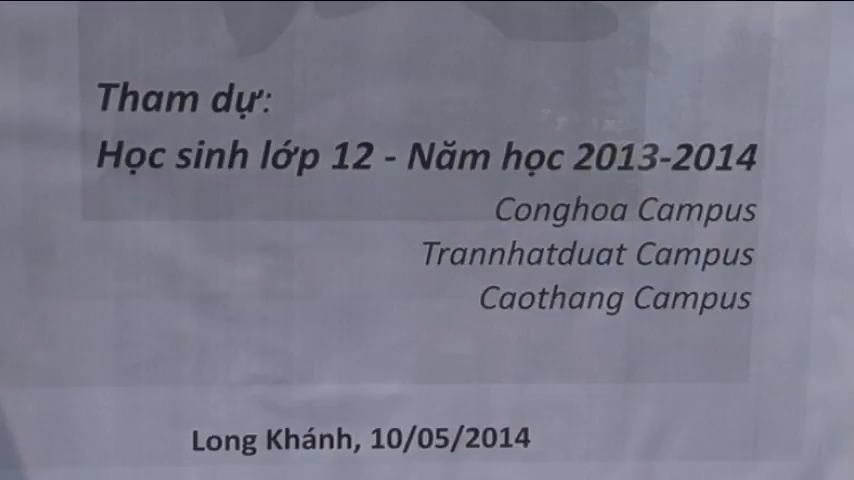 Tham dự:
Học sinh lớp 12 - Năm học 2013-2014
Conghoa Campus
Trannhatduat Campus
Caothang Campus
Long Khánh, 10/05/2014